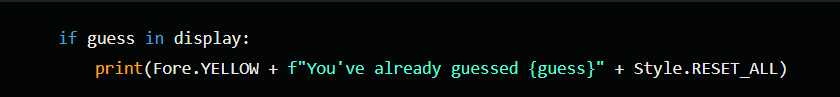 if guess in display:
print(Fore.YELLOW + f"You've already guessed {guess}" + Style.RESET_ALL)